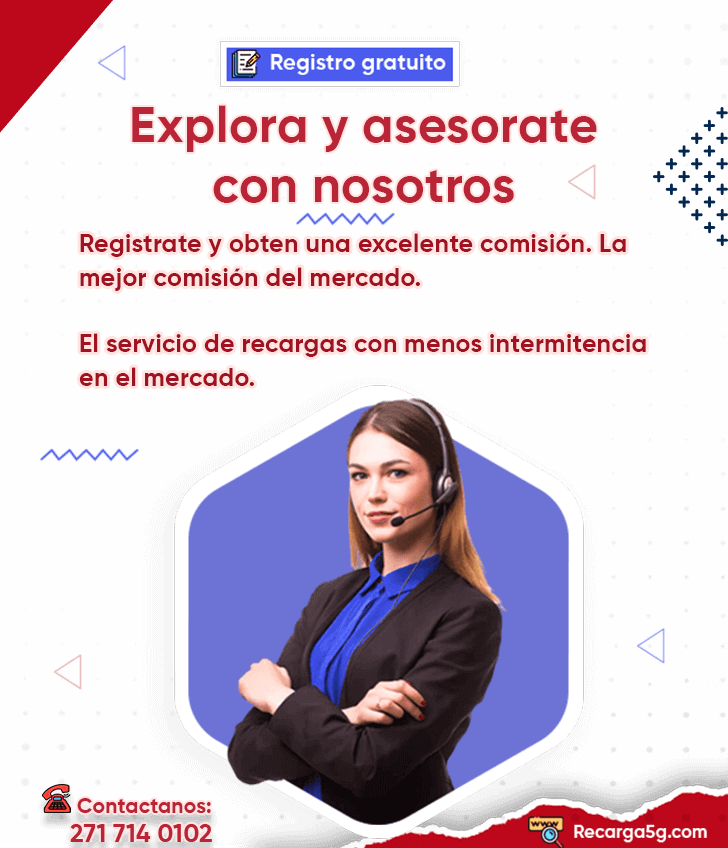 Registro gratuito
Explora y asesorate
con nosotros
Registrate y obten una excelente comisión. La
mejor comisión del mercado.
El servicio de recargas con menos intermitencia
en el mercado.
Contactanos:
271 714 0102
www
Recarga5g.com